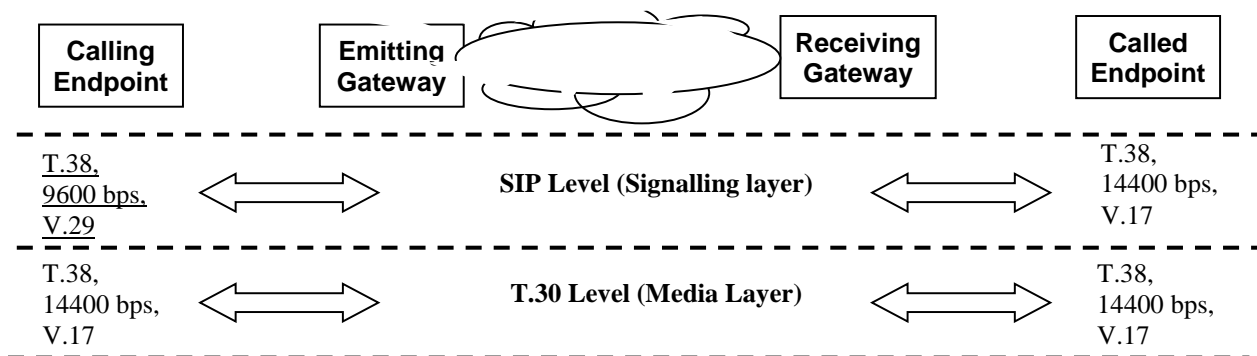 Calling
Endpoint
Emitting
Gateway
Receiving
Gateway
Called
Endpoint
T.38,
9600 bps,
V.29
SIP Level (Signalling layer)
T.38,
14400 bps,
V.17
T.38,
14400 bps,
V.17
T.30 Level (Media Layer)
T.38,
14400 bps,
V.17